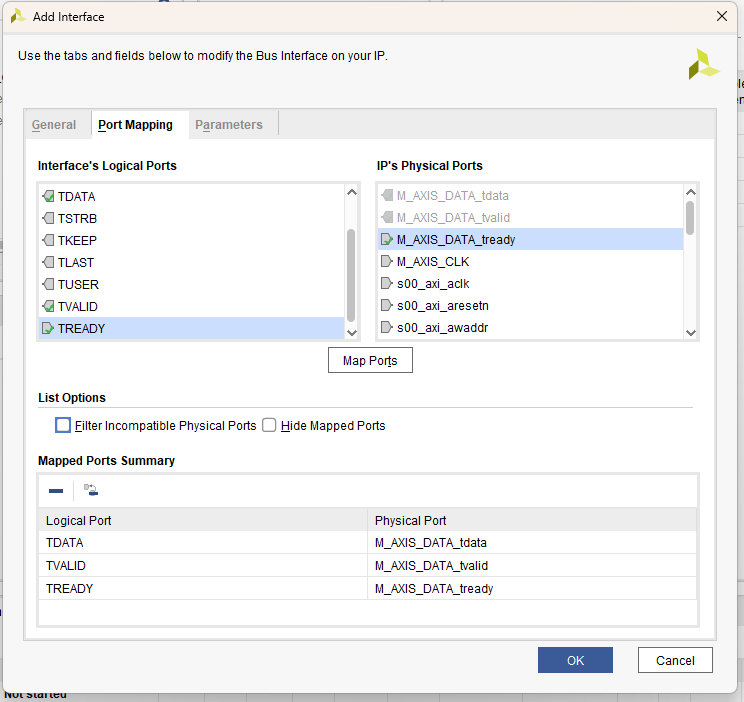 Add Interface
Use the tabs and fields below to modify the Bus Interface on your IP.
General Port Mapping Parameters
Interface's Logical Ports
TDATA
TSTRB
TKEEP
TLAST
TUSER
TVALID
TREADY
IP's Physical Ports
M_AXIS_DATA_tdata
M_AXIS_DATA_tvalid
M_AXIS_DATA_tready
M_AXIS_CLK
s00_axi_aclk
s00_axi_aresetn
s00_axi_awaddr
Map Ports
List Options
Filter Incompatible Physical Ports Hide Mapped Ports
Mapped Ports Summary
Logical Port Physical Port
TDATA M_AXIS_DATA_tdata
TVALID M_AXIS_DATA_tvalid
TREADY M_AXIS_DATA_tready
OK Cancel
Not started